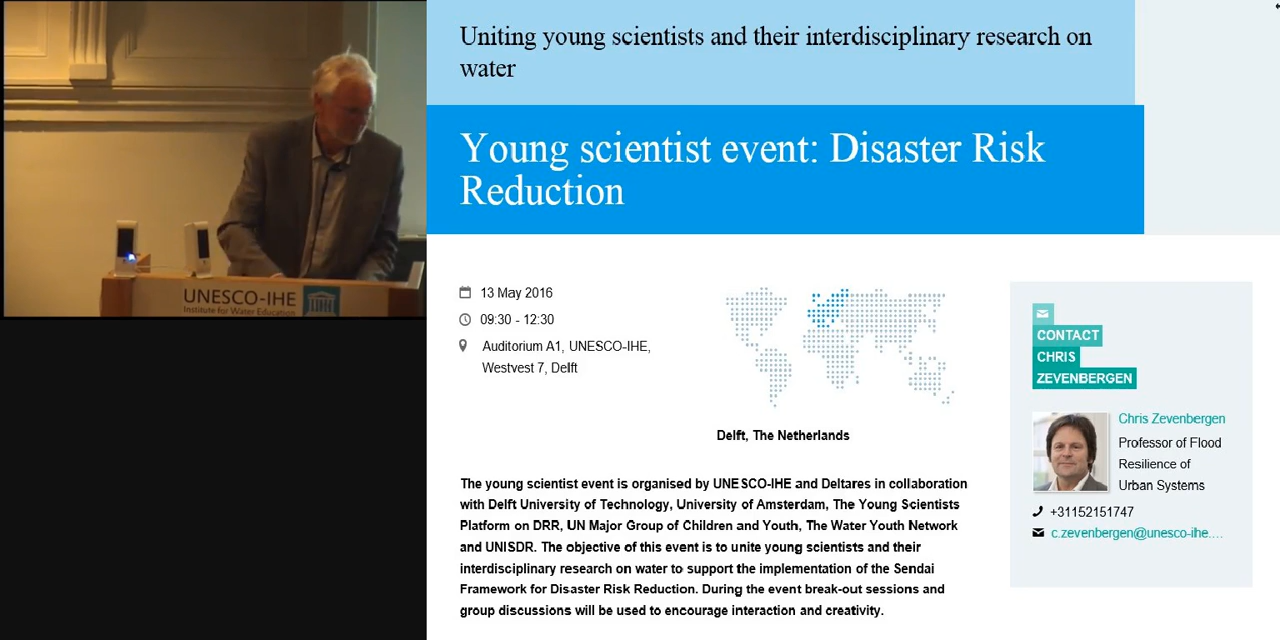 Uniting young scientists and their interdisciplinary research on
water
Young scientist event: Disaster Risk
Reduction
UNESCO-IHE
Institute for Water Education
13 May 2016
09:30 - 12:30
Auditorium A1, UNESCO-IHE,
Westvest 7, Delft
Delft, The Netherlands
CONTACT
CHRIS
ZEVENBERGEN
Chris Zevenbergen
Professor of Flood
Resilience of
Urban Systems
+31152151747
c.zevenbergen@unesco-ihe....
The young scientist event is organised by UNESCO-IHE and Deltares in collaboration
with Delft University of Technology, University of Amsterdam, The Young Scientists
Platform on DRR, UN Major Group of Children and Youth, The Water Youth Network
and UNISDR. The objective of this event is to unite young scientists and their
interdisciplinary research on water to support the implementation of the Sendai
Framework for Disaster Risk Reduction. During the event break-out sessions and
group discussions will be used to encourage interaction and creativity.